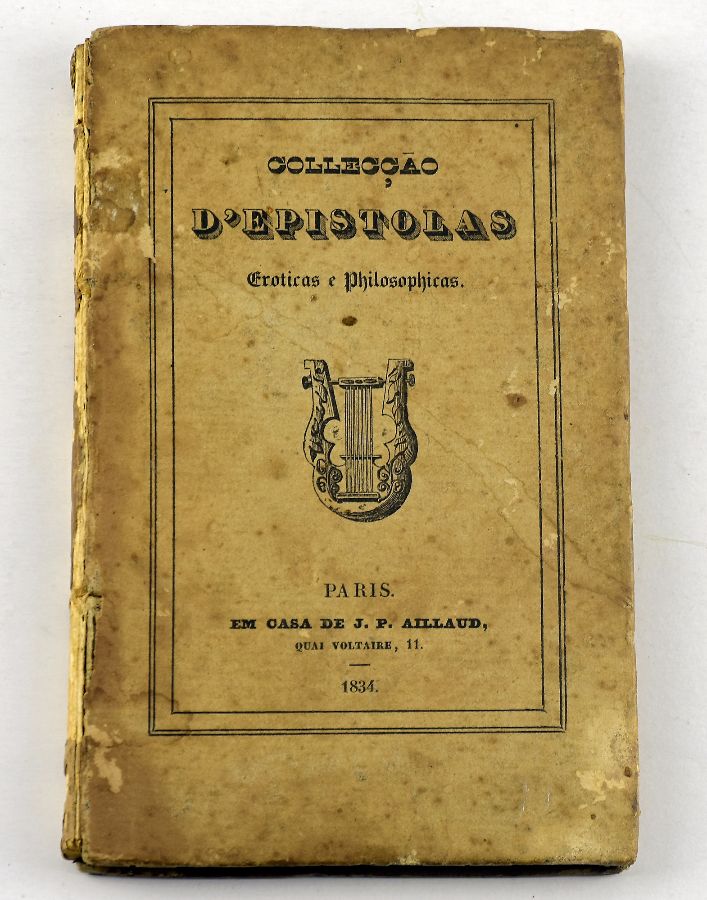 COLLECÇÃO
D'EPISTOLAS
Eroticas e Philosophicas.
PARIS.
EM CASA DE J. P. AILLAUD,
QUAI VOLTAIRE, 11.
1834.